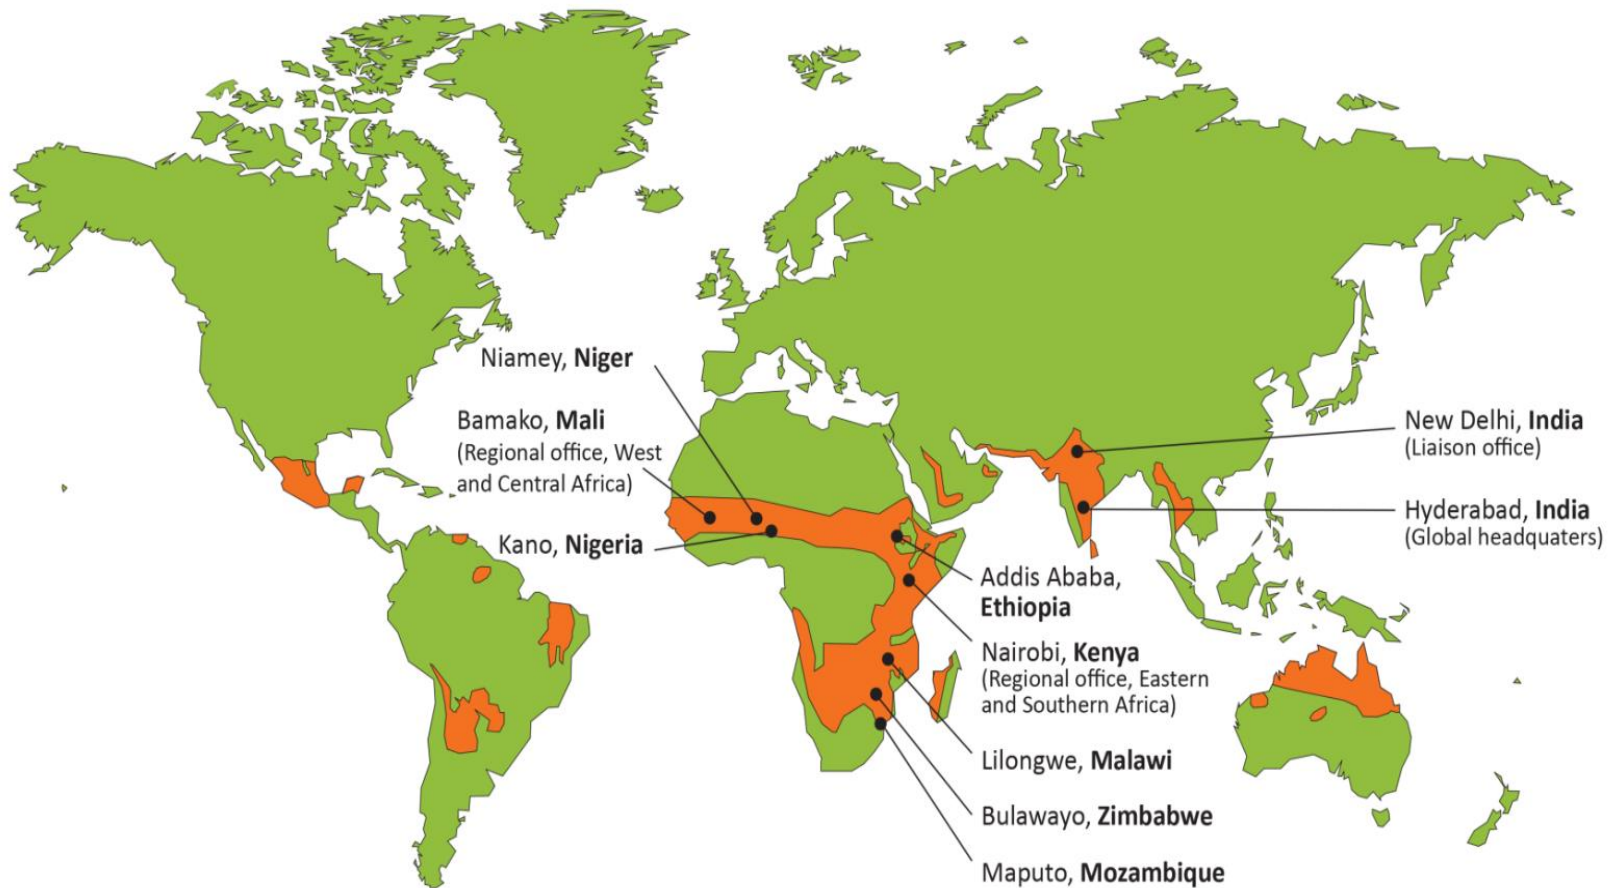 Niamey, Niger
Bamako, Mali
(Regional office, West
and Central Africa)
Kano, Nigeria
New Delhi, India
(Liaison office)
Hyderabad, India
(Global headquaters)
Addis Ababa,
Ethiopia
Nairobi, Kenya
(Regional office, Eastern
and Southern Africa)
Lilongwe, Malawi
Bulawayo, Zimbabwe
Maputo, Mozambique